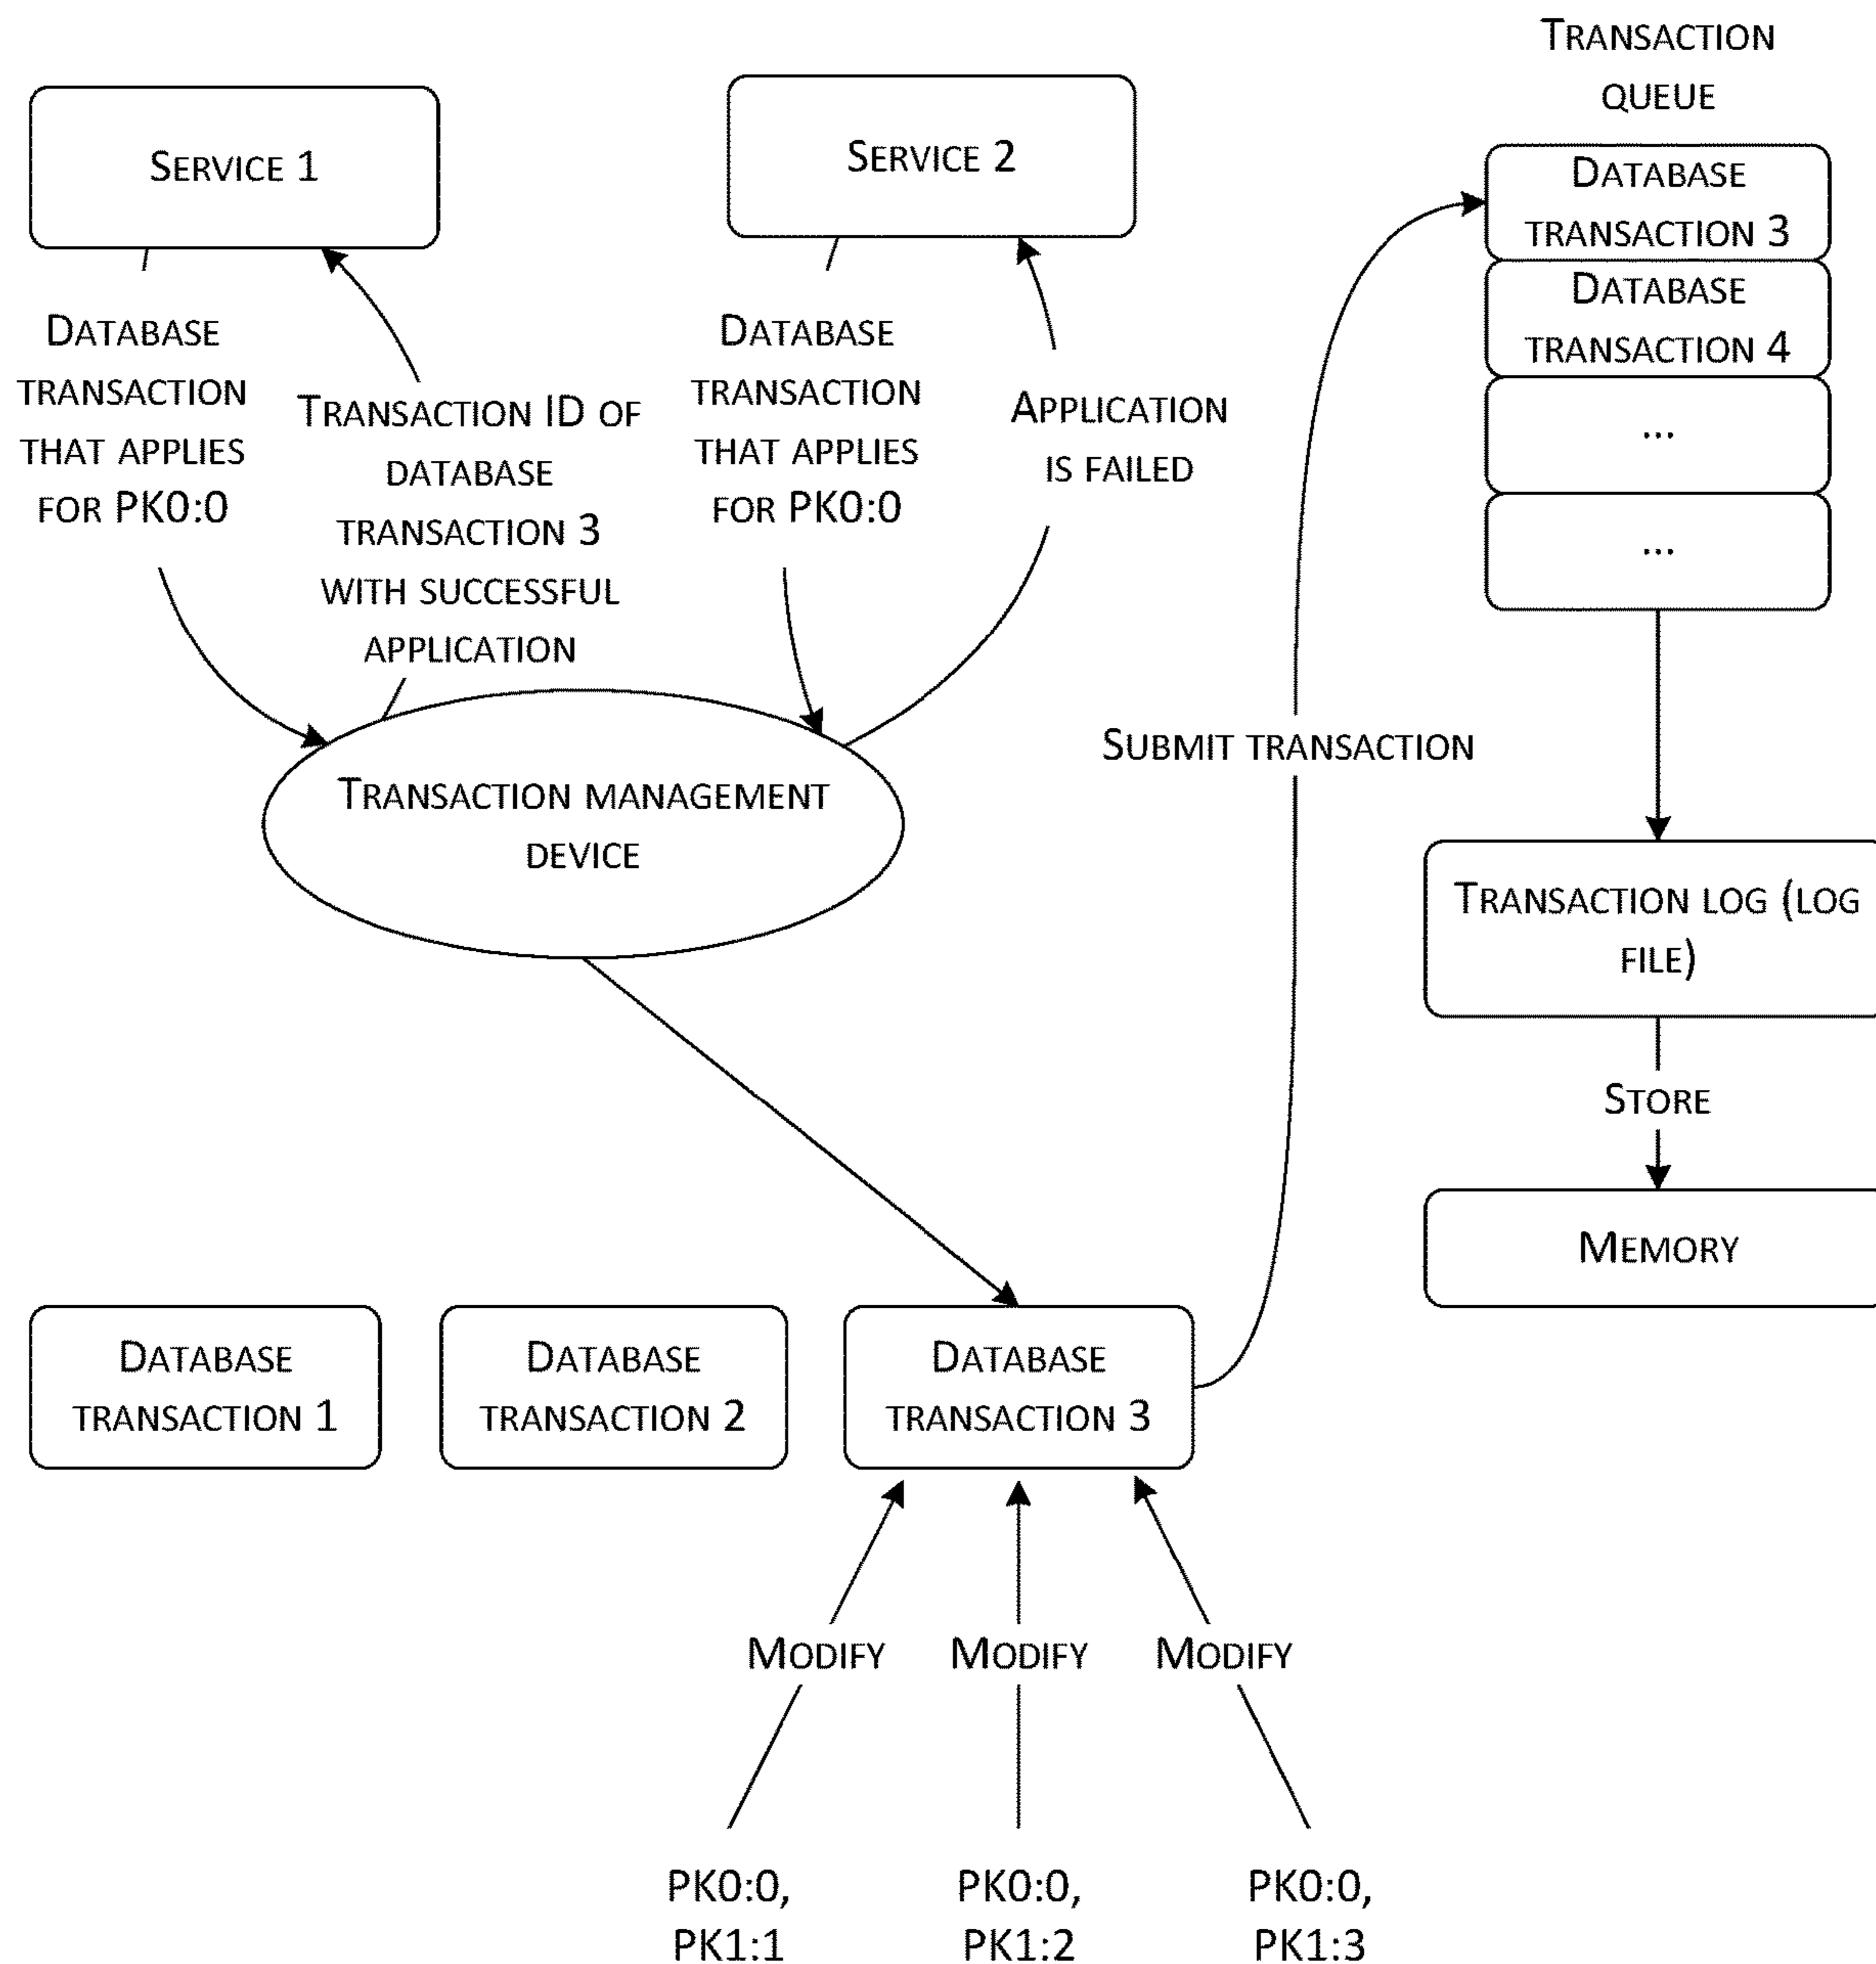 Transaction
queue
Service 1
Service 2
Database
transaction 3
Database
transaction 4
...
...
Database
transaction
that applies
for PK0:0
Transaction ID of
database
transaction 3
with successful
application
Database
transaction
that applies
for PK0:0
Application
is failed
Submit transaction
Transaction management
device
Transaction log (log
file)
Store
Memory
Database
transaction 1
Database
transaction 2
Database
transaction 3
Modify
Modify
Modify
PK0:0,
PK1:1
PK0:0,
PK1:2
PK0:0,
PK1:3